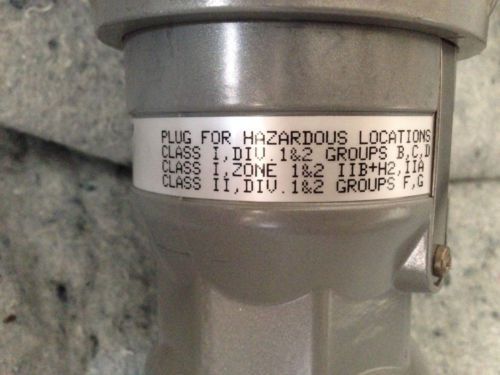 PLUG FOR HAZARDOUS LOCATIONS
CLASS I,DIV.1&2 GROUPS B,C,D
CLASS I,ZONE 1&2 IIB+H2,IIA
CLASS II,DIV.1&2 GROUPS F,G